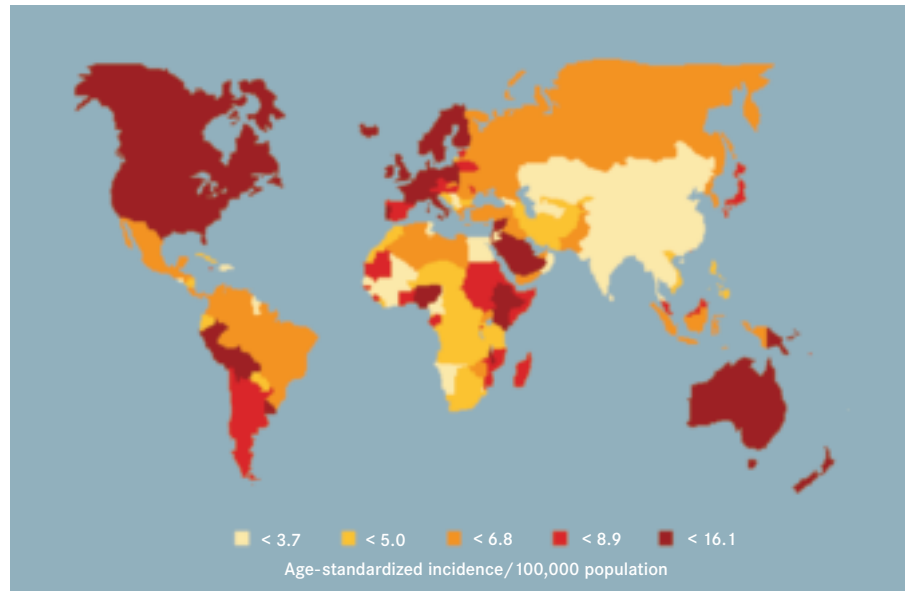 < 3.7 < 5.0 < 6.8 < 8.9 < 16.1
Age-standardized incidence/100,000 population